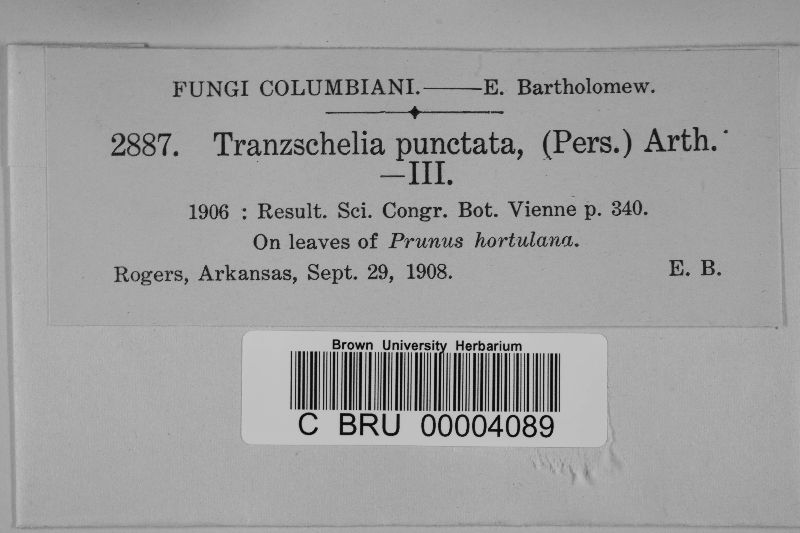 FUNGI COLUMBIANI.——E. Bartholomew.
2887. Tranzschelia punctata, (Pers.) Arth.
—III.
1906 : Result. Sci. Congr. Bot. Vienne p. 340.
On leaves of Prunus hortulana.
Rogers, Arkansas, Sept. 29, 1908. E. B.
Brown University Herbarium
C BRU 00004089